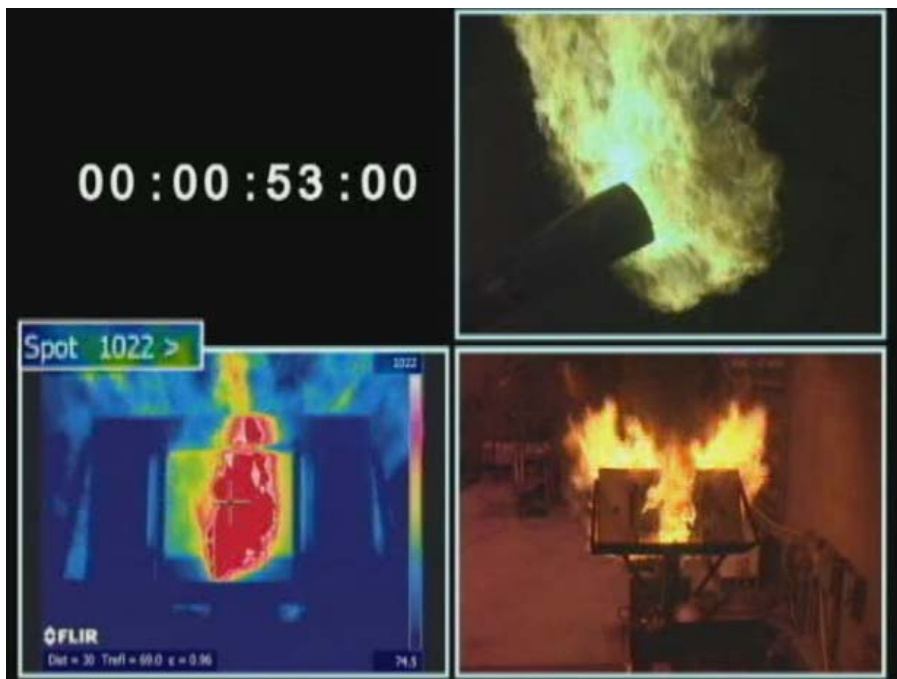 00:00:53:00
Spot 1022 >
1022
FLIR
Dist = 30 Trefl = 69.0 ε = 0.96
74.5